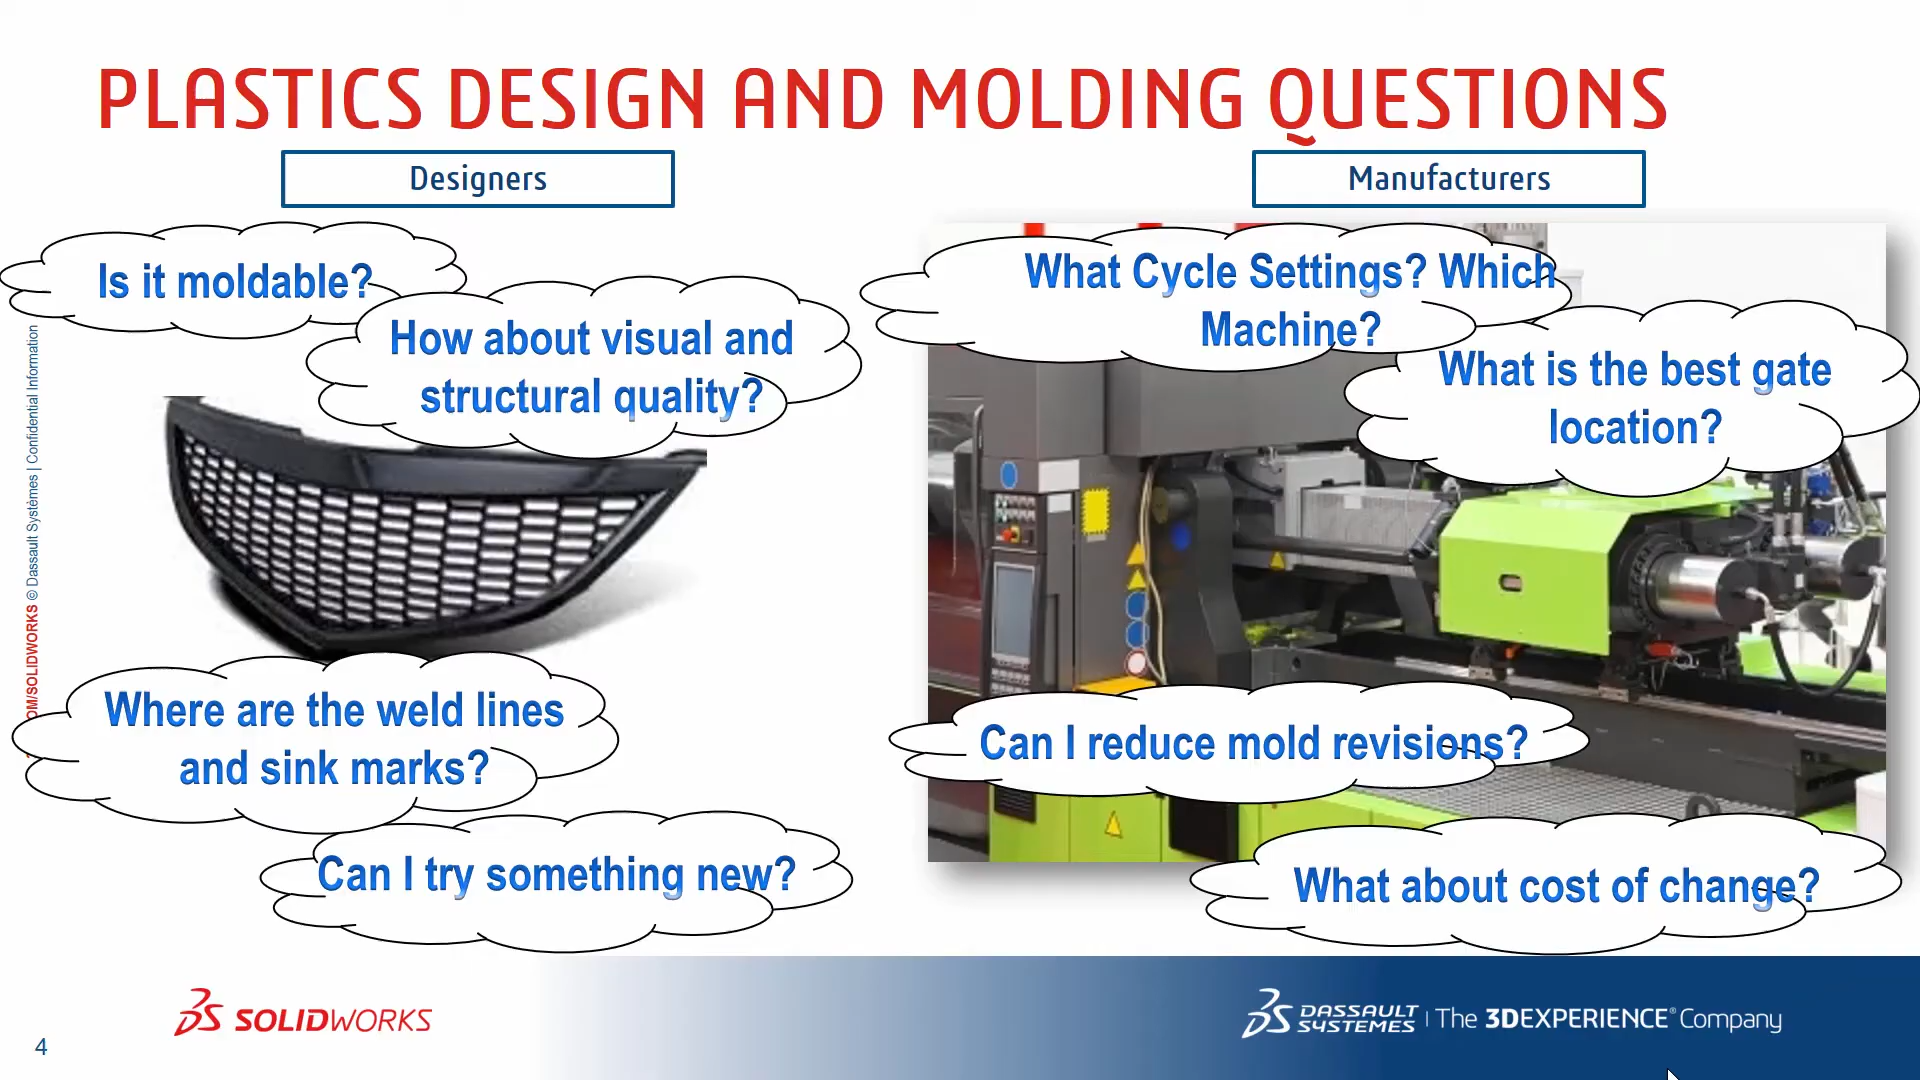 PLASTICS DESIGN AND MOLDING QUESTIONS
Designers
Is it moldable?
How about visual and
structural quality?
Where are the weld lines
and sink marks?
Can I try something new?
Manufacturers
What Cycle Settings? Which
Machine?
What is the best gate
location?
Can I reduce mold revisions?
What about cost of change?
OM/SOLIDWORKS © Dassault Systèmes | Confidential Information
4
SOLIDWORKS
DASSAULT
SYSTEMES | The 3DEXPERIENCE® Company